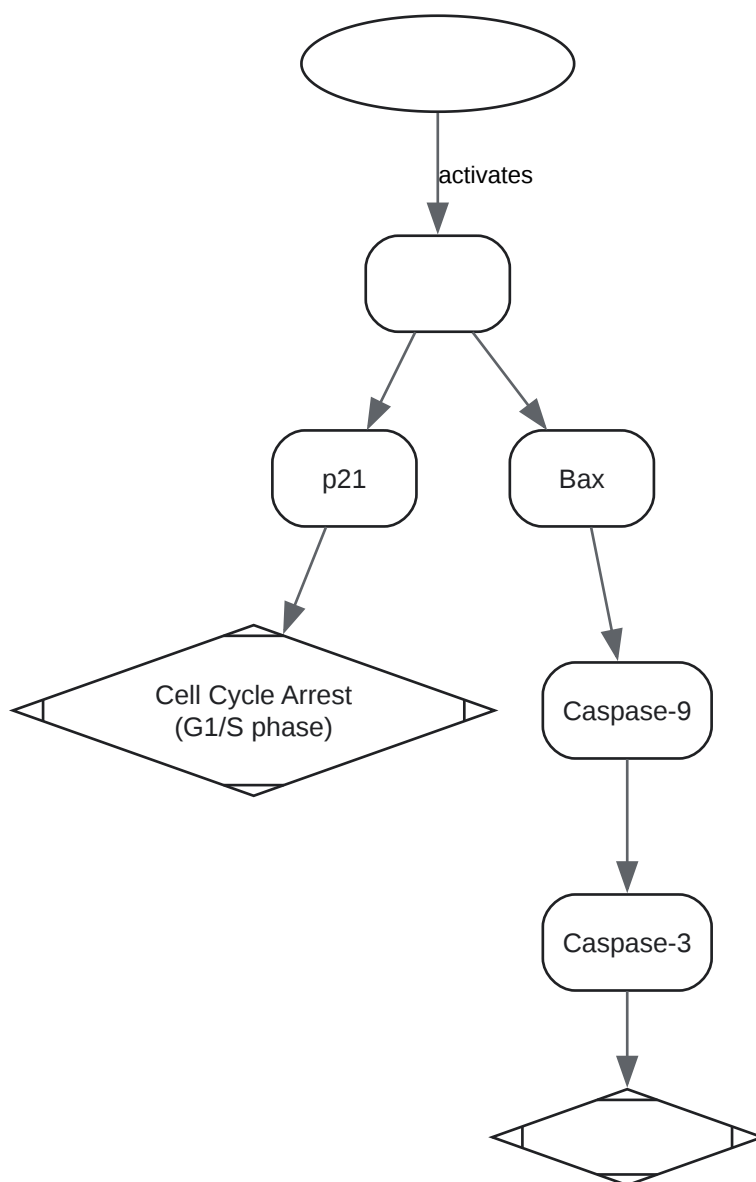 activates
p21
Bax
Cell Cycle Arrest
(G1/S phase)
Caspase-9
Caspase-3